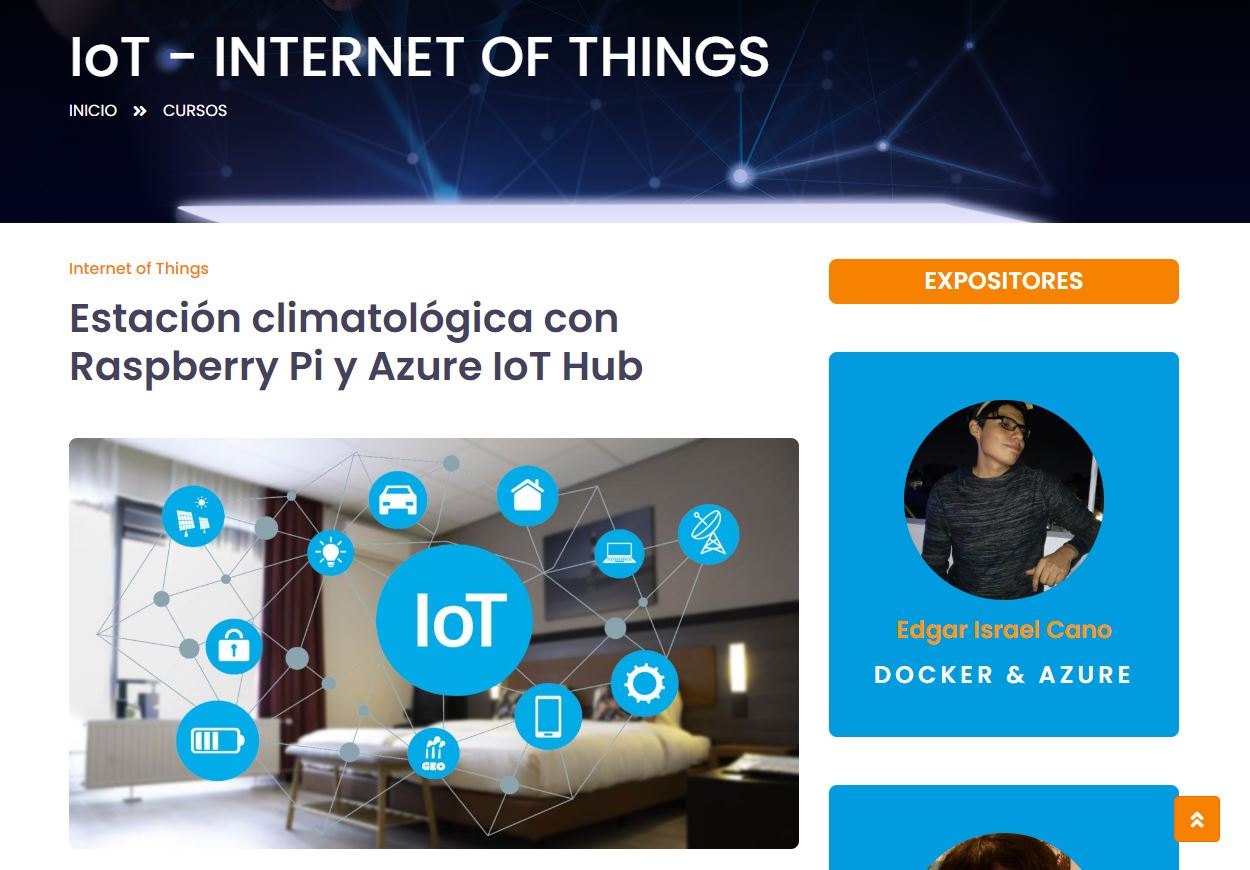 IoT - INTERNET OF THINGS
INICIO » CURSOS
Internet of Things
Estación climatológica con
Raspberry Pi y Azure IoT Hub
IoT
GEO
EXPOSITORES
Edgar Israel Cano
DOCKER & AZURE